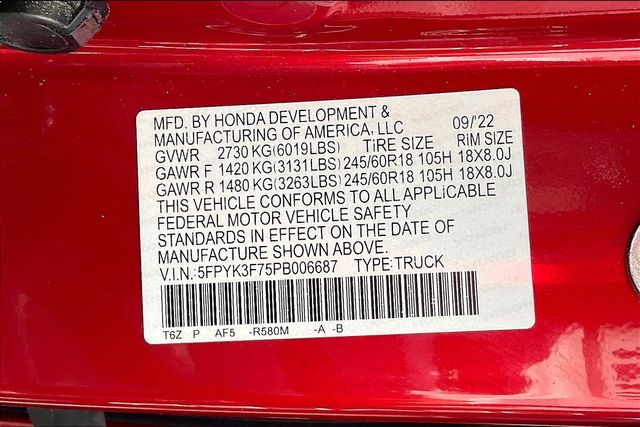 MFD. BY HONDA DEVELOPMENT &
MANUFACTURING OF AMERICA, LLC 09/'22
GVWR 2730 KG(6019LBS) TIRE SIZE RIM SIZE
GAWR F 1420 KG(3131LBS) 245/60R18 105H 18X8.0J
GAWR R 1480 KG(3263LBS) 245/60R18 105H 18X8.0J
THIS VEHICLE CONFORMS TO ALL APPLICABLE
FEDERAL MOTOR VEHICLE SAFETY
STANDARDS IN EFFECT ON THE DATE OF
MANUFACTURE SHOWN ABOVE.
V.I.N.:5FPYK3F75PB006687 TYPE:TRUCK
T6Z P AF5 -R580M -A -B